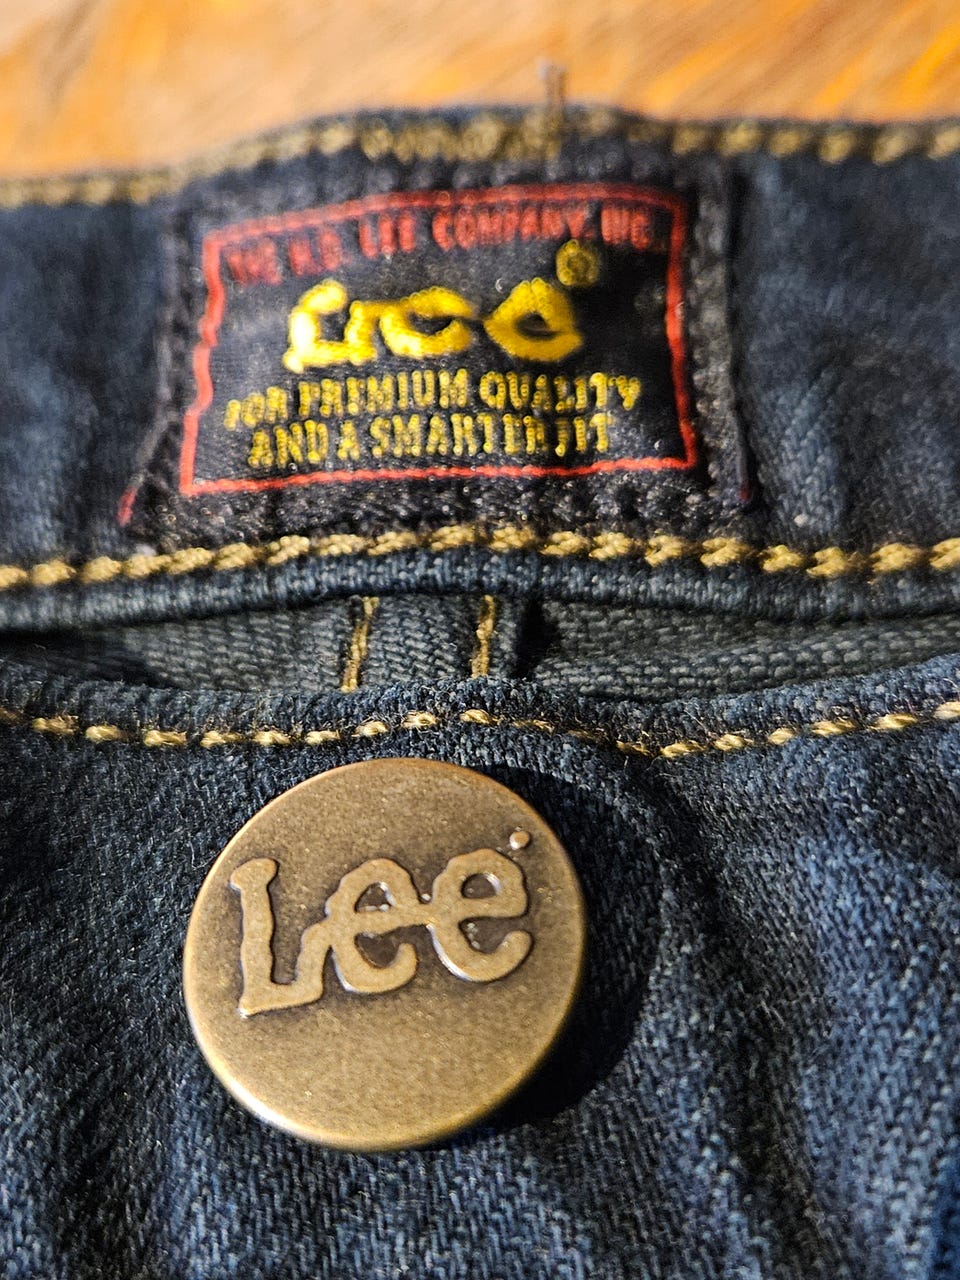 THE H.D. LEE COMPANY, INC.
Lee®
FOR PREMIUM QUALITY
AND A SMARTER FIT
Lee